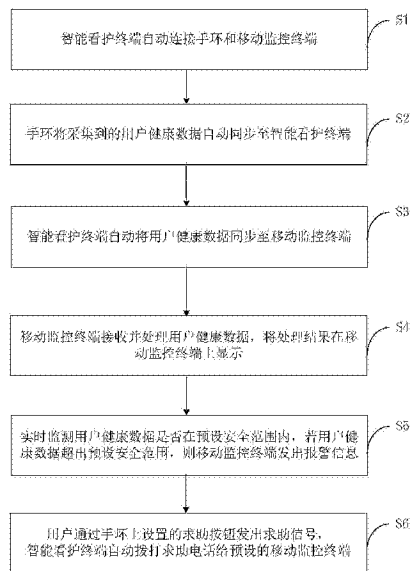 智能看护终端自动连接手环和移动监控终端
S1
手环将采集到的用户健康数据自动同步至智能看护终端
S2
智能看护终端自动将用户健康数据同步至移动监控终端
S3
移动监控终端接收并处理用户健康数据，将处理结果在移
动监控终端上显示
S4
实时监测用户健康数据是否在预设安全范围内，若用户健
康数据超出预设安全范围，则移动监控终端发出报警信息
S5
用户通过手环上设置的求助按钮发出求助信号，
智能看护终端自动拨打求助电话给预设的移动监控终端
S6